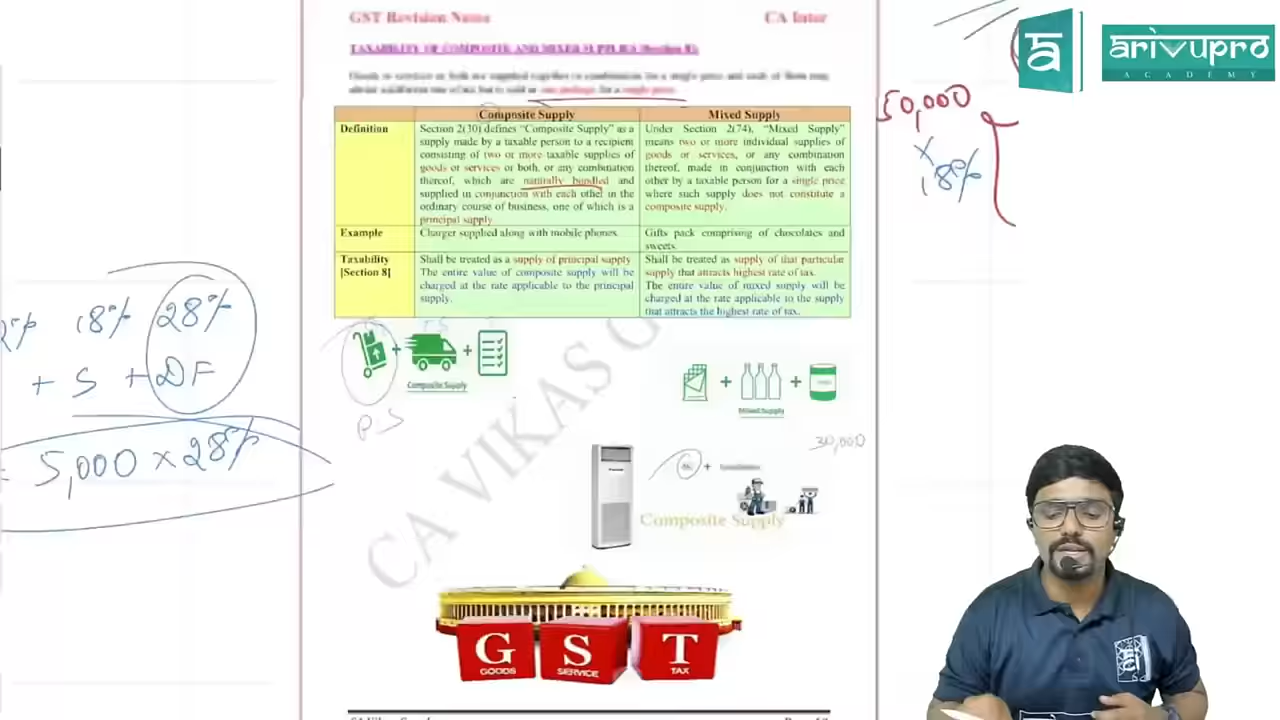 GST Revision Notes
CA Inter
TAXABILITY OF COMPOSITE AND MIXED SUPPLIES (Section 8)
single price
Composite Supply
Mixed Supply
Definition
Section 2(30) defines “Composite Supply” as a
supply made by a taxable person to a recipient
consisting of two or more taxable supplies of
goods or services or both, or any combination
thereof, which are naturally bundled and
supplied in conjunction with each other in the
ordinary course of business, one of which is a
principal supply
Under Section 2(74), “Mixed Supply”
means two or more individual supplies of
goods or services, or any combination
thereof, made in conjunction with each
other by a taxable person for a single price
where such supply does not constitute a
composite supply.
Example
Charger supplied along with mobile phones.
Gifts pack comprising of chocolates and
sweets
Taxability
[Section 8]
Shall be treated as a supply of principal supply
The entire value of composite supply will be
charged at the rate applicable to the principal
supply.
Shall be treated as supply of that particular
supply that attracts highest rate of tax.
The entire value of mixed supply will be
charged at the rate applicable to the supply
that attracts the highest rate of tax.
+ +
Composite Supply
P.S
+ +
Mixed Supply
30,000
+
Composite Supply
CA VIKAS
G S T
GOODS SERVICE TAX
18% 28%
+ S + DF
= 5,000 × 28%
50,000
×
18%
a
arivupro
ACADEMY